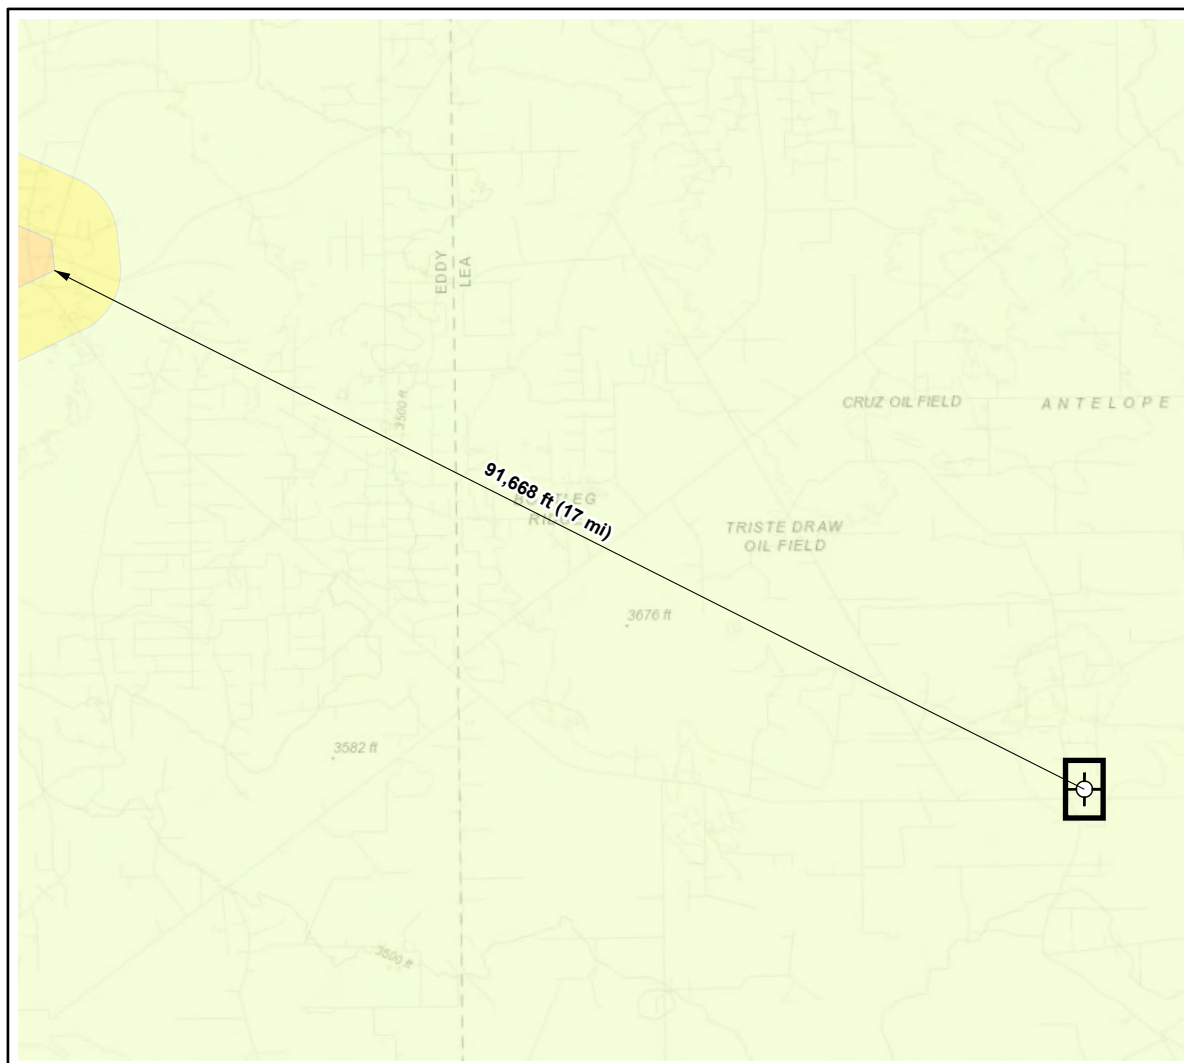 EDDY
LEA
3500 ft
CRUZ OIL FIELD
ANTELOPE
91,668 ft (17 mi)
TRISTE DRAW
OIL FIELD
3676 ft
3582 ft
3500 ft